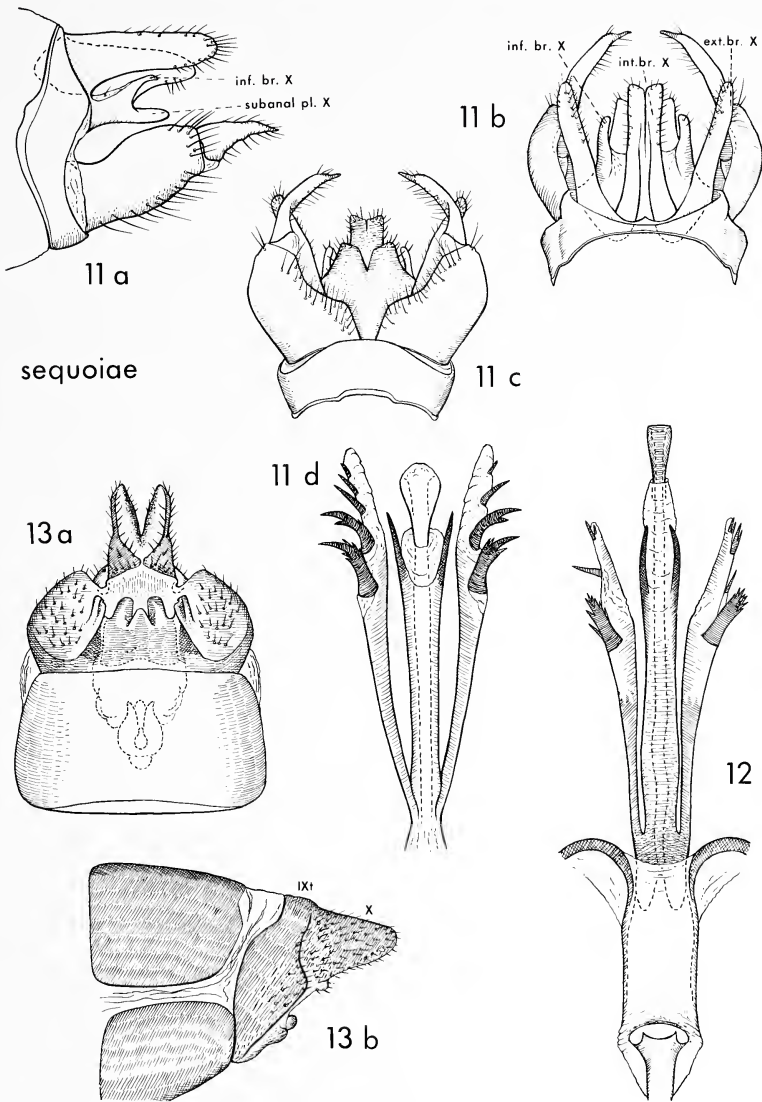 inf. br. X
subanal pl. X
11 a
inf. br. X
int. br. X
ext. br. X
11 b
11 c
sequoiae
11 d
13 a
12
IXt
X
13 b